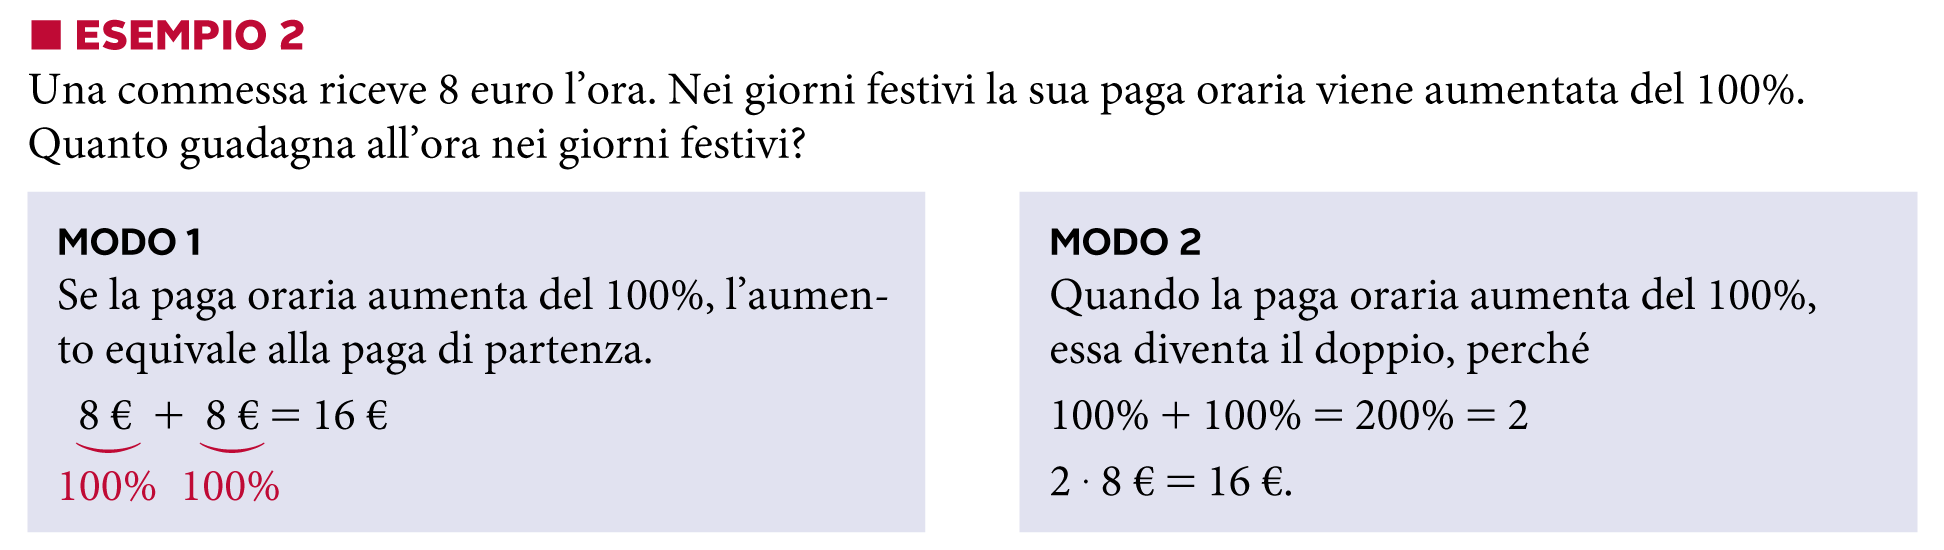 ESEMPIO 2
Una commessa riceve 8 euro l’ora. Nei giorni festivi la sua paga oraria viene aumentata del 100%.
Quanto guadagna all’ora nei giorni festivi?
MODO 1
Se la paga oraria aumenta del 100%, l’aumen-
to equivale alla paga di partenza.
8 € + 8 € = 16 €
100% 100%
MODO 2
Quando la paga oraria aumenta del 100%,
essa diventa il doppio, perché
100% + 100% = 200% = 2
2 · 8 € = 16 €.